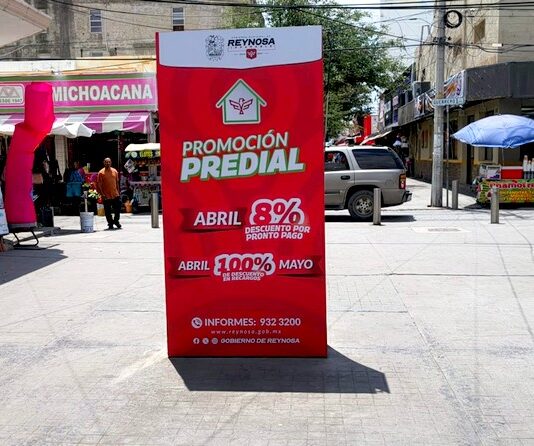 REYNOSA
PROMOCIÓN
PREDIAL
ABRIL 8%
DESCUENTO POR
PRONTO PAGO
ABRIL 100% MAYO
DE DESCUENTO
EN RECARGOS
INFORMES: 932 3200
www.reynosa.gob.mx
GOBIERNO DE REYNOSA
MICHOACANA